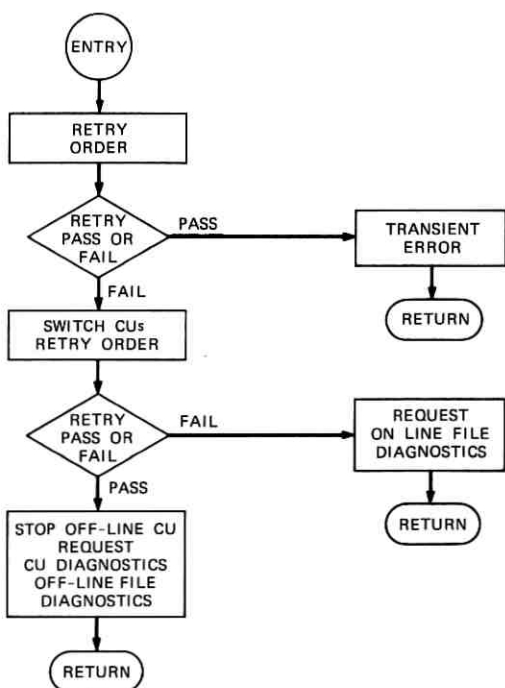 ENTRY
RETRY
ORDER
RETRY
PASS OR
FAIL
PASS
TRANSIENT
ERROR
RETURN
FAIL
SWITCH CUs
RETRY ORDER
RETRY
PASS OR
FAIL
FAIL
REQUEST
ON LINE FILE
DIAGNOSTICS
RETURN
PASS
STOP OFF-LINE CU
REQUEST
CU DIAGNOSTICS
OFF-LINE FILE
DIAGNOSTICS
RETURN